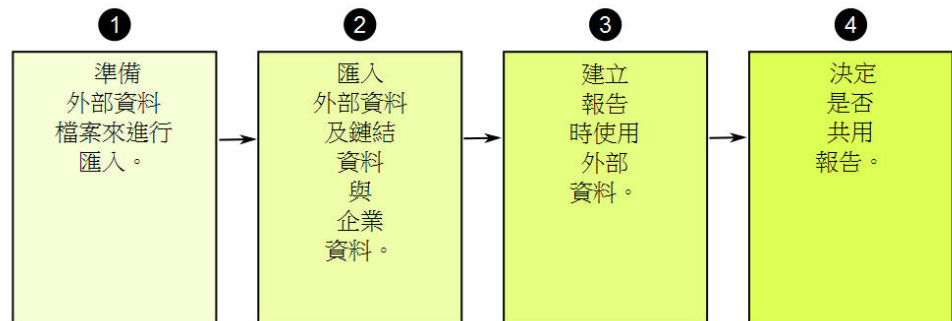 1
準備
外部資料
檔案來進行
匯入。
2
匯入
外部資料
及鏈結
資料
與
企業
資料。
3
建立
報告
時使用
外部
資料。
4
決定
是否
共用
報告。